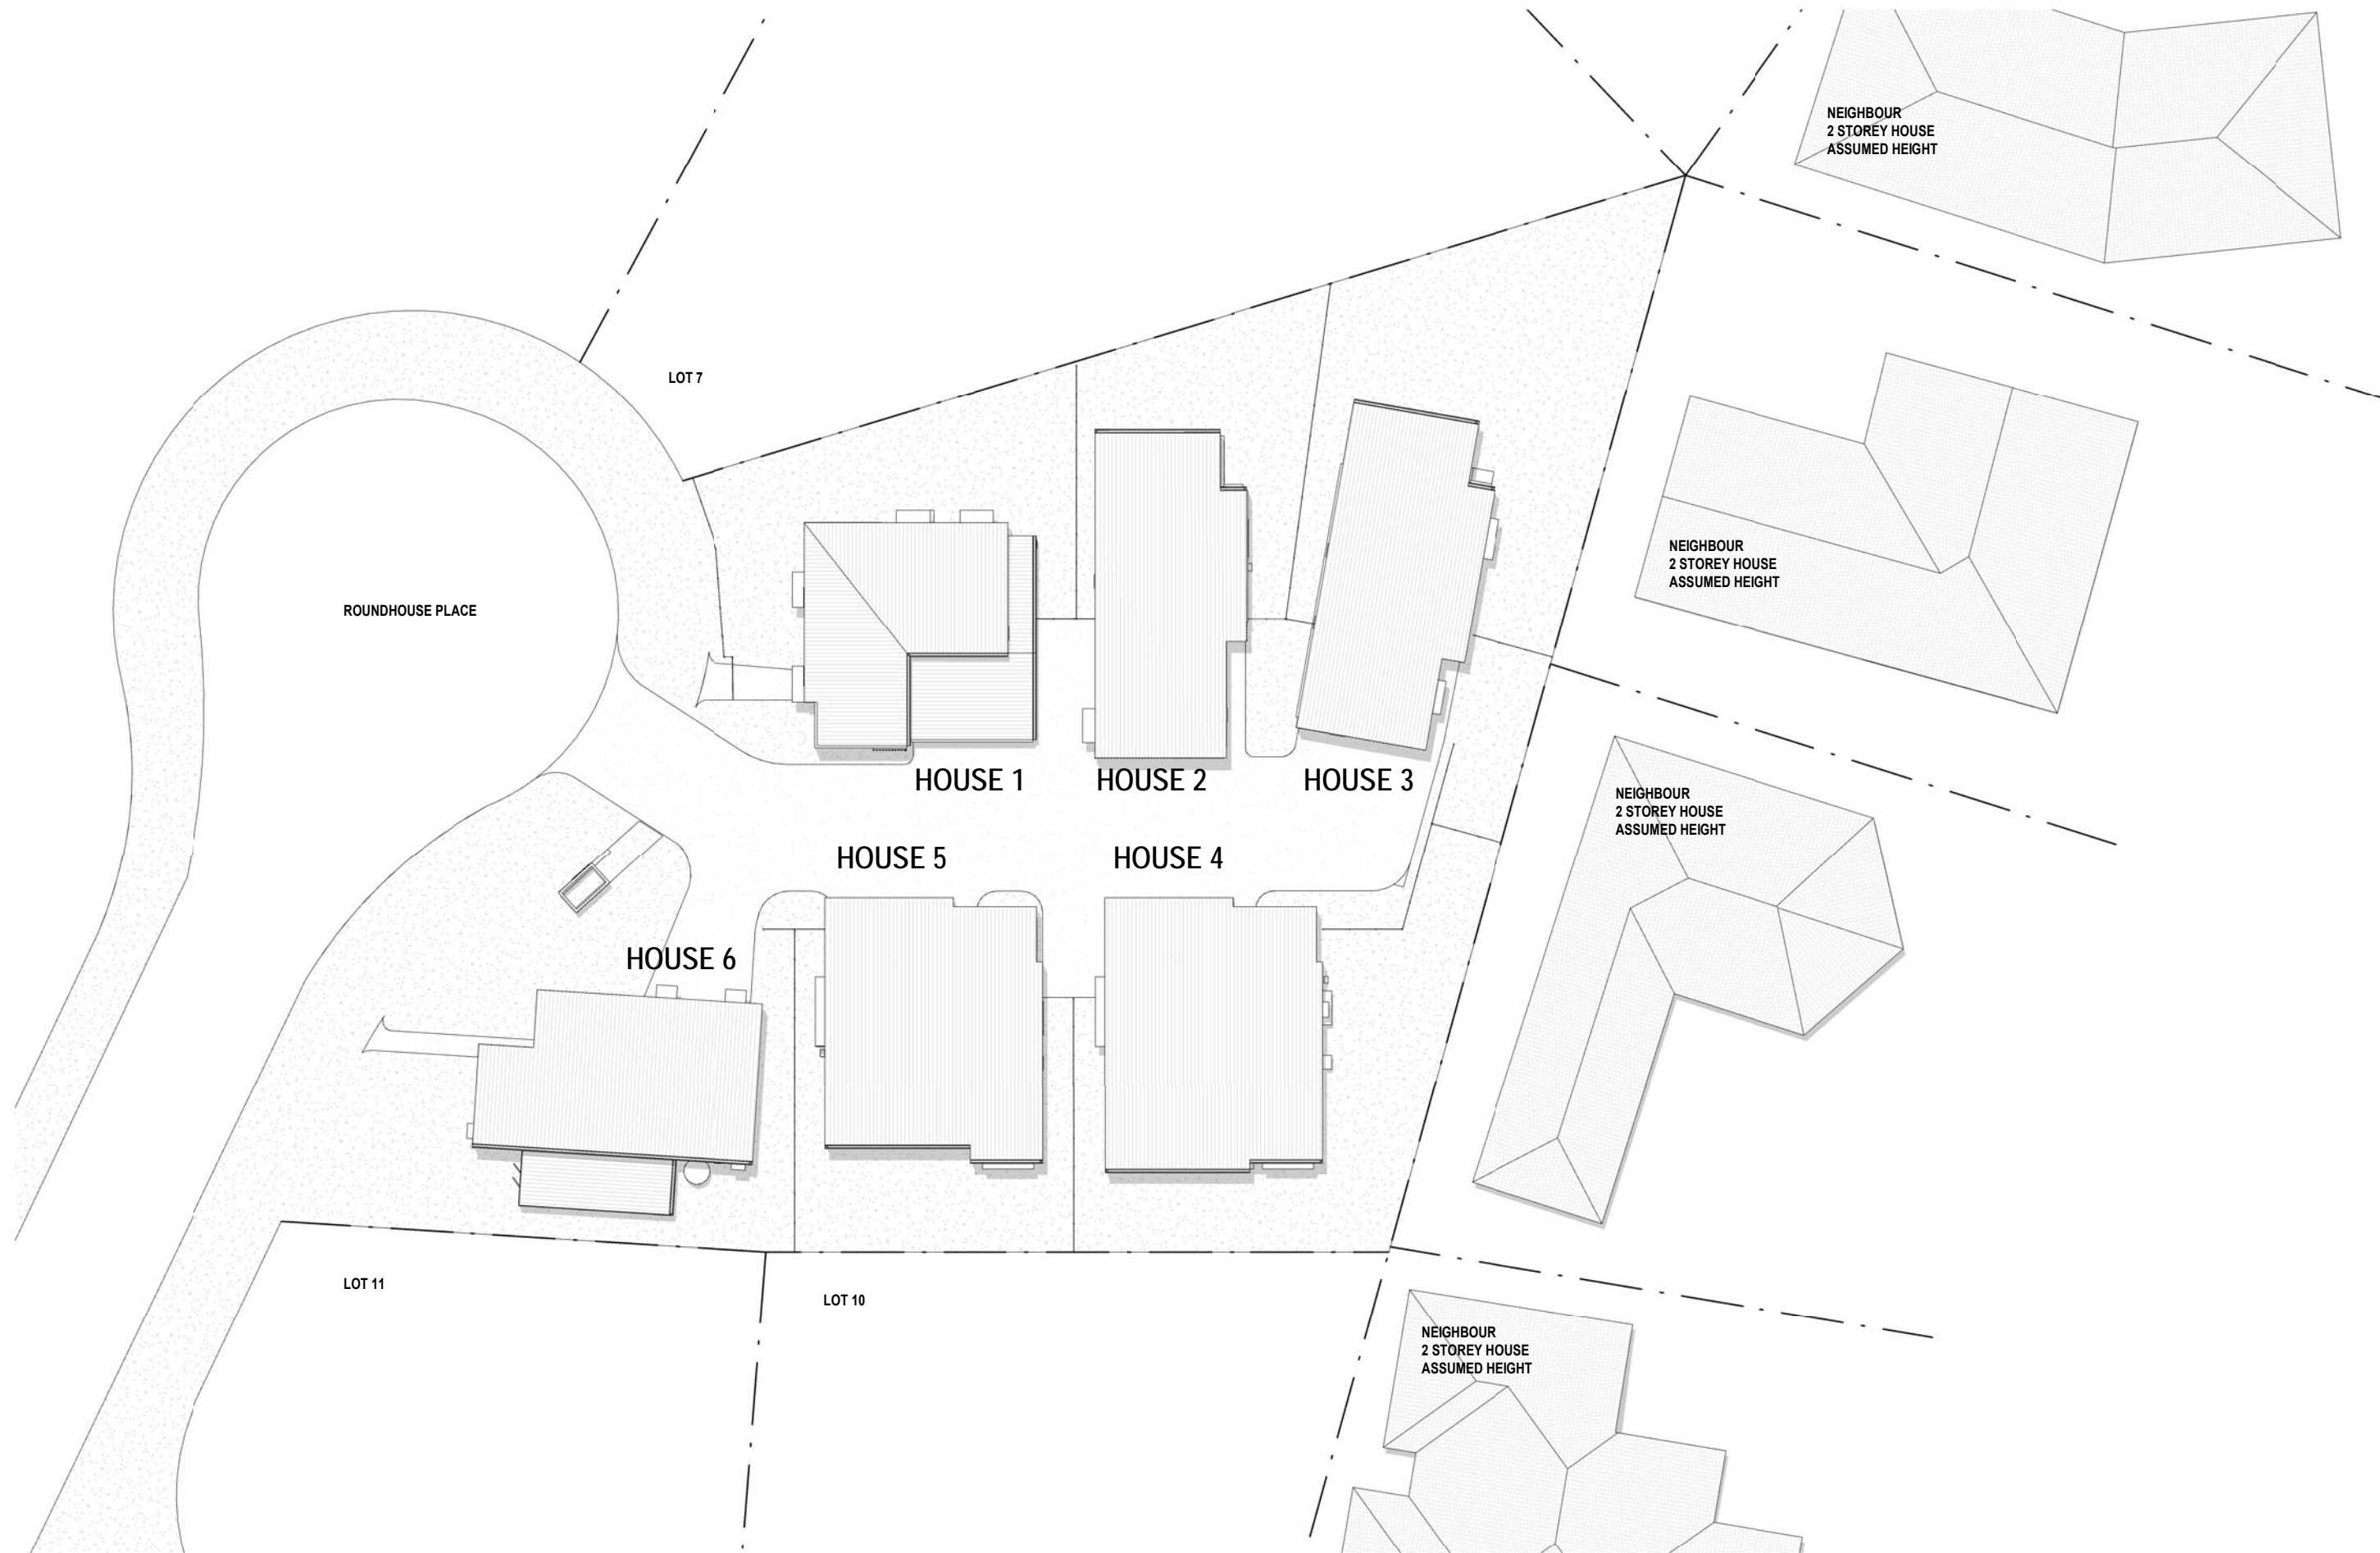 NEIGHBOUR
2 STOREY HOUSE
ASSUMED HEIGHT
LOT 7
NEIGHBOUR
2 STOREY HOUSE
ASSUMED HEIGHT
ROUNDHOUSE PLACE
HOUSE 1
HOUSE 2
HOUSE 3
NEIGHBOUR
2 STOREY HOUSE
ASSUMED HEIGHT
HOUSE 5
HOUSE 4
HOUSE 6
LOT 11
LOT 10
NEIGHBOUR
2 STOREY HOUSE
ASSUMED HEIGHT